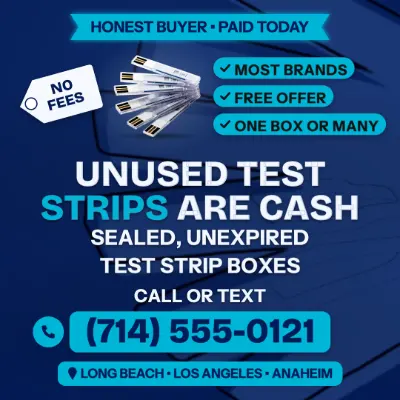 HONEST BUYER • PAID TODAY
NO
FEES
MOST BRANDS
FREE OFFER
ONE BOX OR MANY
UNUSED TEST
STRIPS ARE CASH
SEALED, UNEXPIRED
TEST STRIP BOXES
CALL OR TEXT
(714) 555-0121
LONG BEACH • LOS ANGELES • ANAHEIM